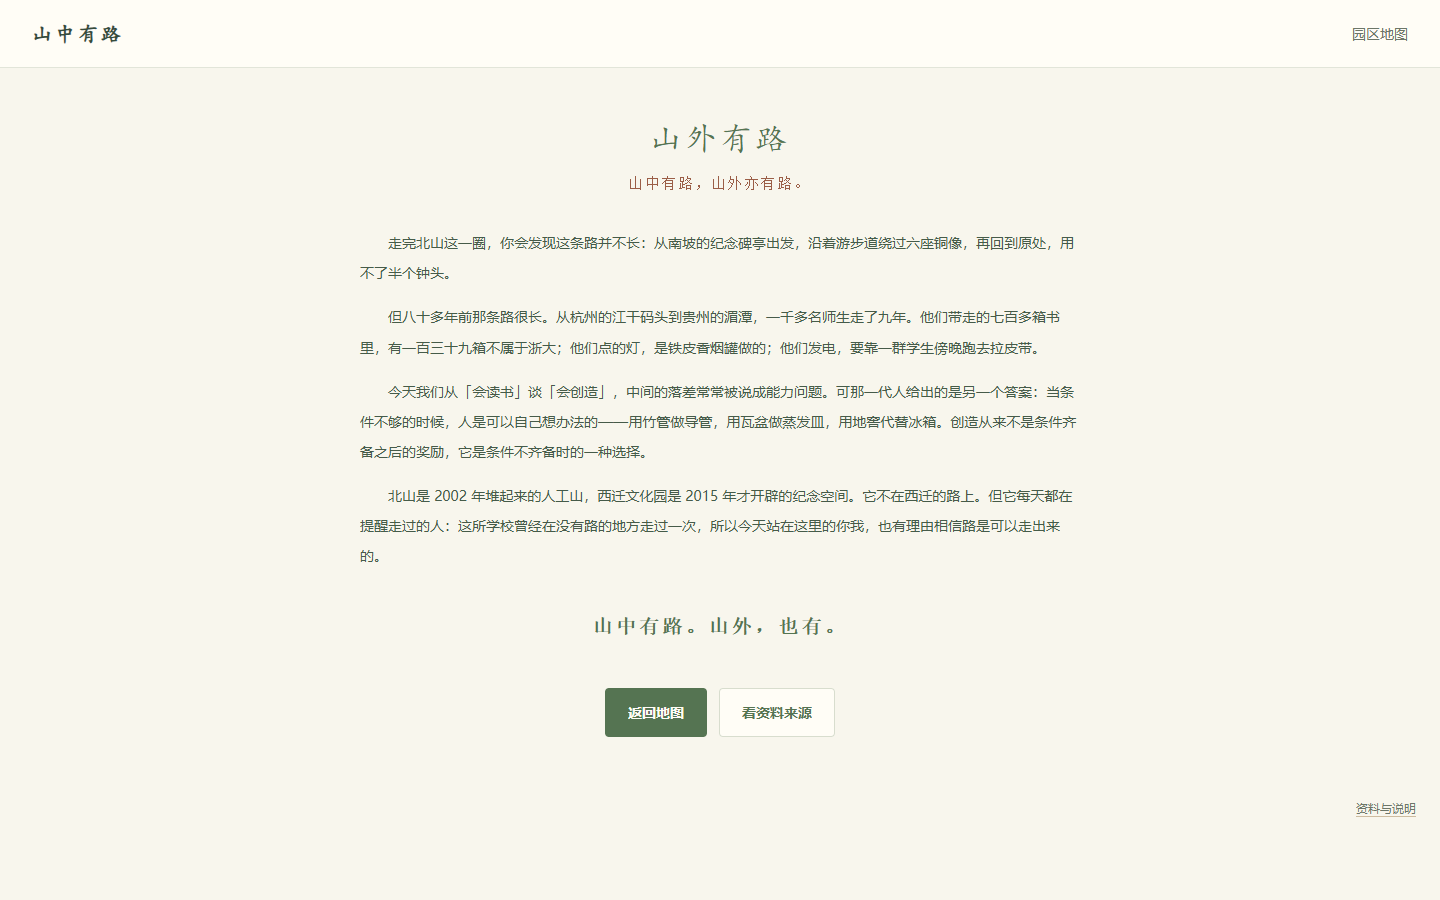 山中有路
园区地图
山外有路
山中有路，山外亦有路。
走完北山这一圈，你会发现这条路并不长：从南坡的纪念碑亭出发，沿着游步道绕过六座铜像，再回到原处，用
不了半个钟头。
但八十多年前那条路很长。从杭州的江干码头到贵州的湄潭，一千多名师生走了九年。他们带走的七百多箱书
里，有一百三十九箱不属于浙大；他们点的灯，是铁皮香烟罐做的；他们发电，要靠一群学生傍晚跑去拉皮带。
今天我们从「会读书」谈「会创造」，中间的落差常常被说成能力问题。可那一代人给出的是另一个答案：当条
件不够的时候，人是可以自己想办法的——用竹管做导管，用瓦盆做蒸发皿，用地窖代替冰箱。创造从来不是条件齐
备之后的奖励，它是条件不齐备时的一种选择。
北山是 2002 年堆起来的人工山，西迁文化园是 2015 年才开辟的纪念空间。它不在西迁的路上。但它每天都在
提醒走过的人：这所学校曾经在没有路的地方走过一次，所以今天站在这里的你我，也有理由相信路是可以走出来
的。
山中有路。山外，也有。
返回地图
看资料来源
资料与说明